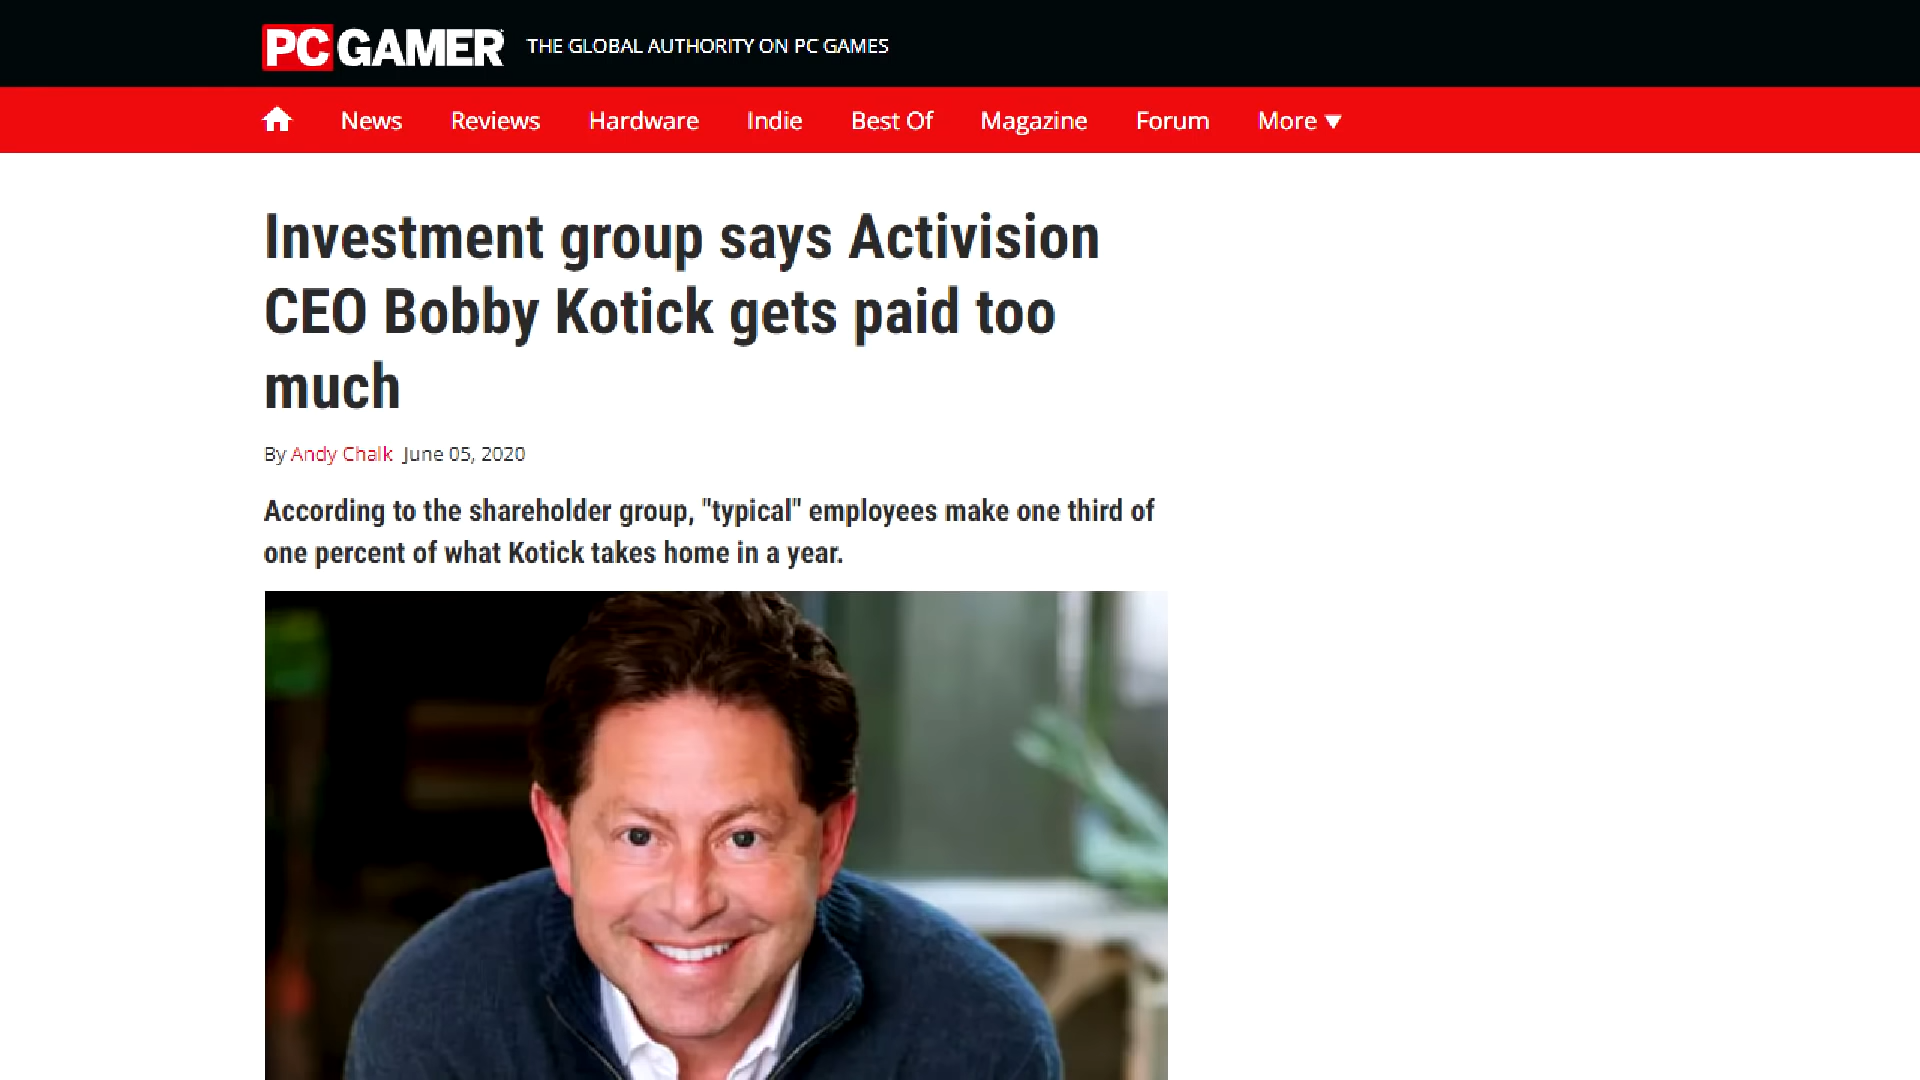 PC GAMER THE GLOBAL AUTHORITY ON PC GAMES
News Reviews Hardware Indie Best Of Magazine Forum More ▼
Investment group says Activision
CEO Bobby Kotick gets paid too
much
By Andy Chalk June 05, 2020
According to the shareholder group, "typical" employees make one third of
one percent of what Kotick takes home in a year.